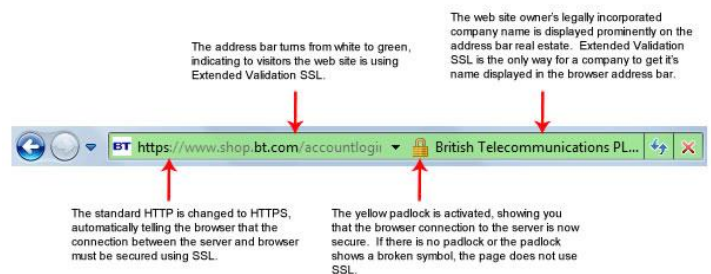 The web site owner's legally incorporated
company name is displayed prominently on the
address bar real estate. Extended Validation
SSL is the only way for a company to get it's
name displayed in the browser address bar.
The address bar turns from white to green,
indicating to visitors the web site is using
Extended Validation SSL.
BT https://www.shop.bt.com/accountlogin British Telecommunications PL...
The standard HTTP is changed to HTTPS,
automatically telling the browser that the
connection between the server and browser
must be secured using SSL.
The yellow padlock is activated, showing you
that the browser connection to the server is now
secure. If there is no padlock or the padlock
shows a broken symbol, the page does not use
SSL.